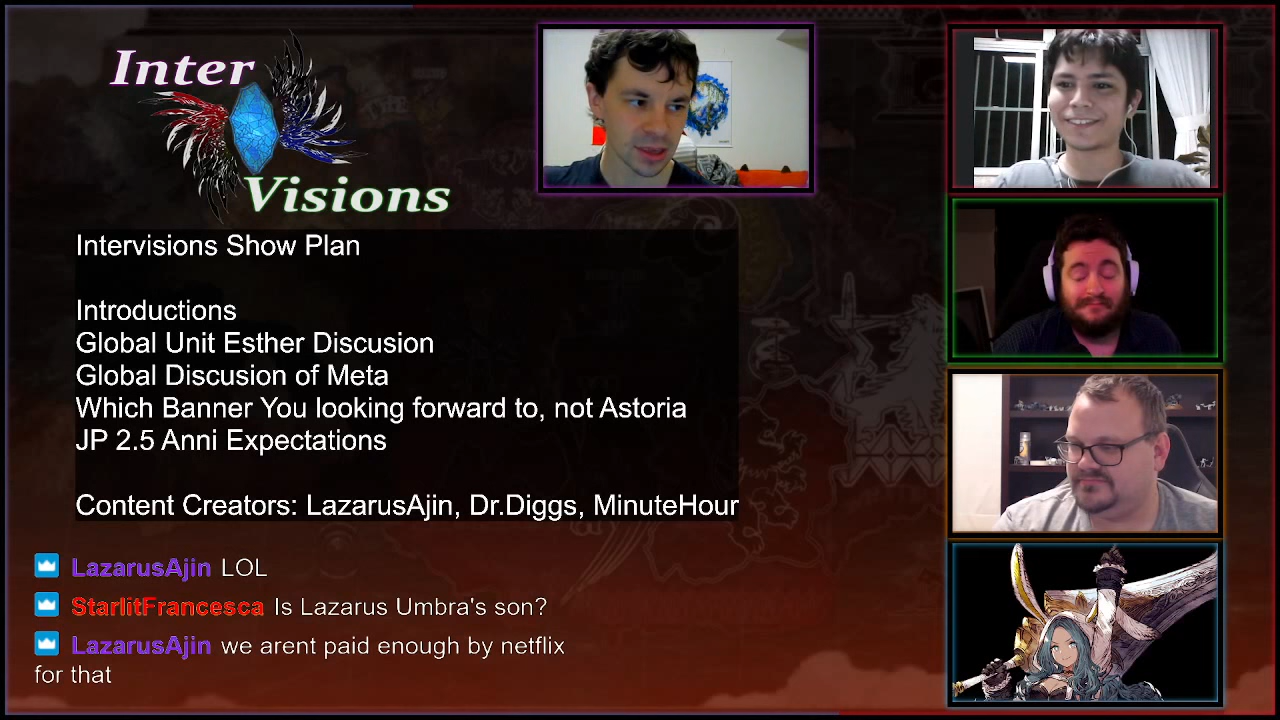 Inter
Visions
Intervisions Show Plan
Introductions
Global Unit Esther Discusion
Global Discusion of Meta
Which Banner You looking forward to, not Astoria
JP 2.5 Anni Expectations
Content Creators: LazarusAjin, Dr.Diggs, MinuteHour
LazarusAjin LOL
StarlitFrancesca Is Lazarus Umbra's son?
LazarusAjin we arent paid enough by netflix
for that